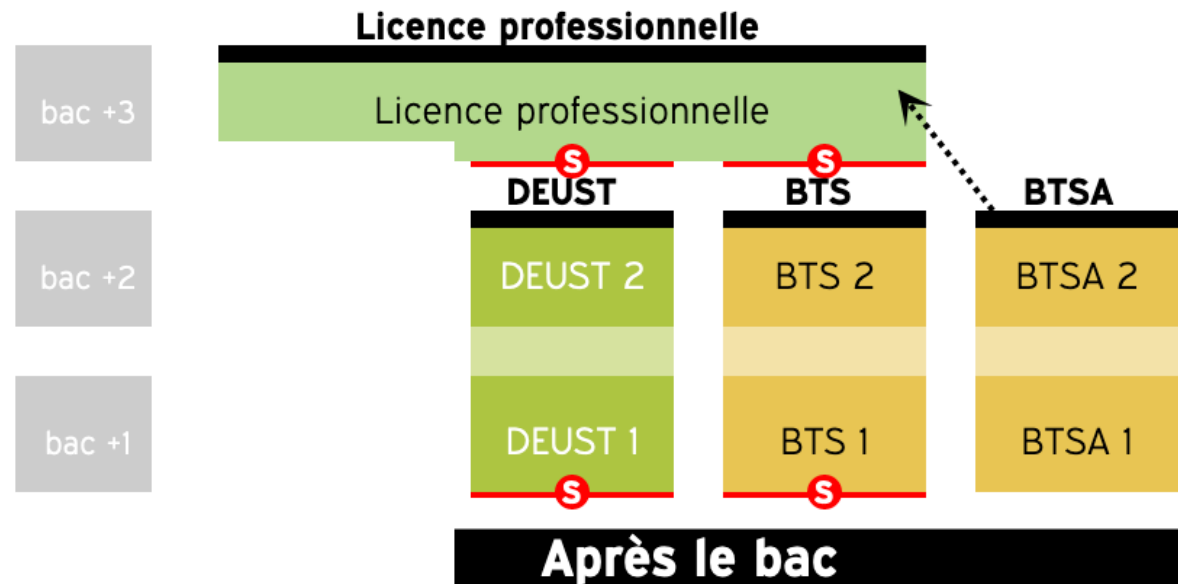 Licence professionnelle
bac +3
Licence professionnelle
S
S
DEUST
BTS
BTSA
bac +2
DEUST 2
BTS 2
BTSA 2
bac +1
DEUST 1
BTS 1
BTSA 1
S
S
Après le bac